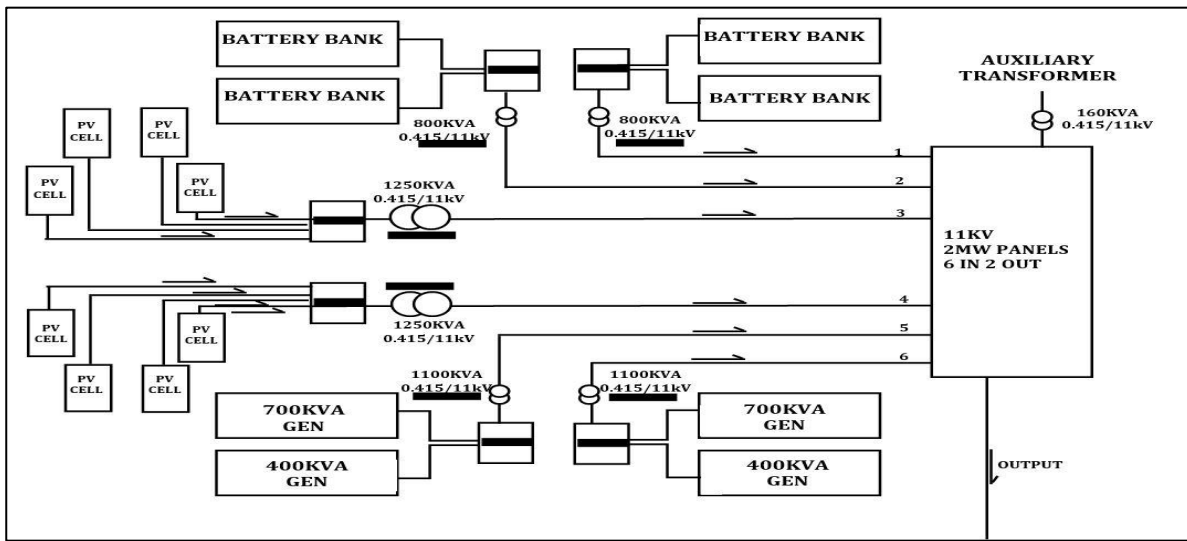 BATTERY BANK
BATTERY BANK
BATTERY BANK
BATTERY BANK
AUXILIARY
TRANSFORMER
160KVA
0.415/11kV
800KVA
0.415/11kV
800KVA
0.415/11kV
PV
CELL
PV
CELL
PV
CELL
PV
CELL
1250KVA
0.415/11kV
1
2
3
11KV
2MW PANELS
6 IN 2 OUT
4
5
6
PV
CELL
PV
CELL
PV
CELL
PV
CELL
1250KVA
0.415/11kV
1100KVA
0.415/11kV
1100KVA
0.415/11kV
700KVA
GEN
400KVA
GEN
700KVA
GEN
400KVA
GEN
OUTPUT